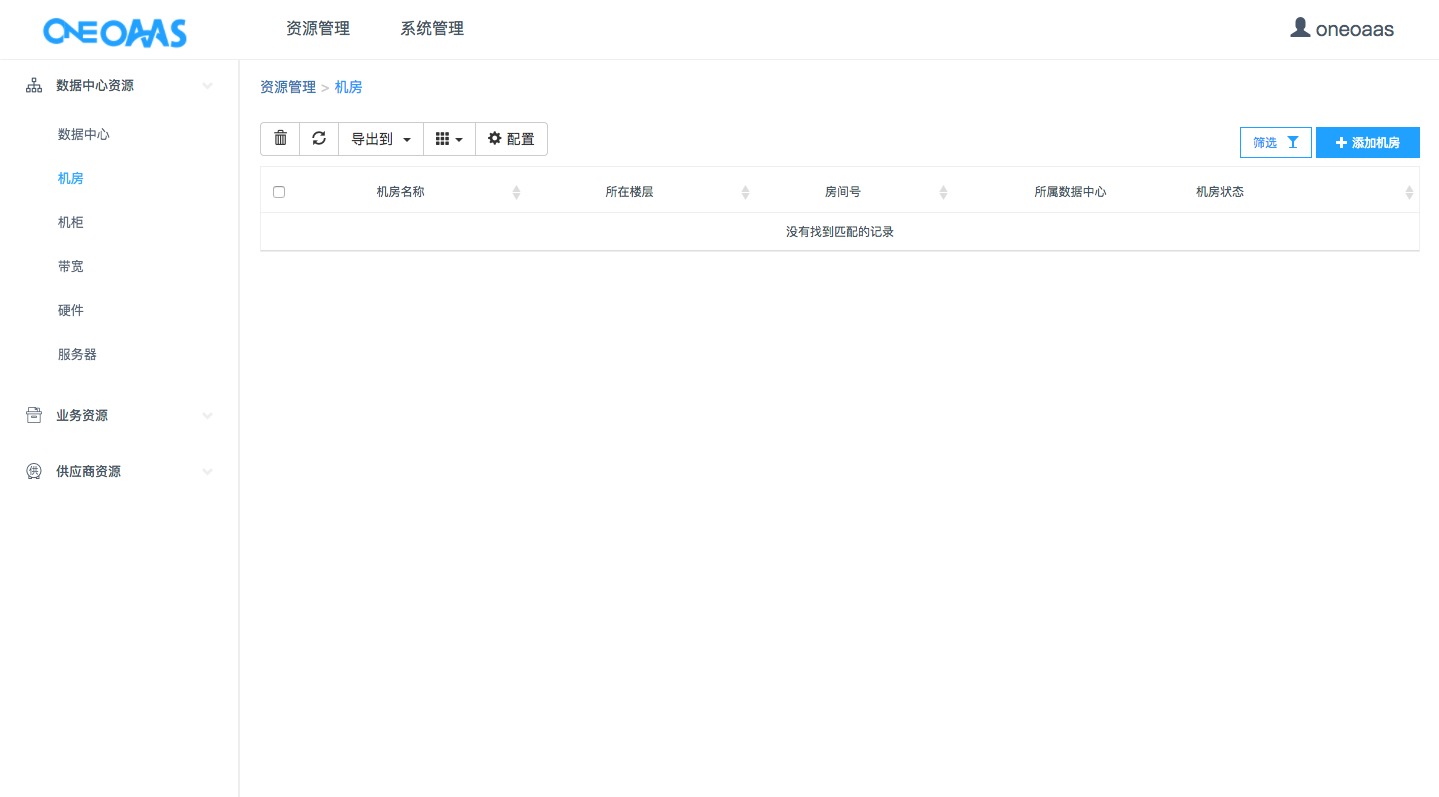 ONEOAAS 资源管理 系统管理 oneoaas
数据中心资源
数据中心
机房
机柜
带宽
硬件
服务器
业务资源
供 供应商资源
资源管理 > 机房
导出到 配置 筛选 添加机房
机房名称 所在楼层 房间号 所属数据中心 机房状态
没有找到匹配的记录